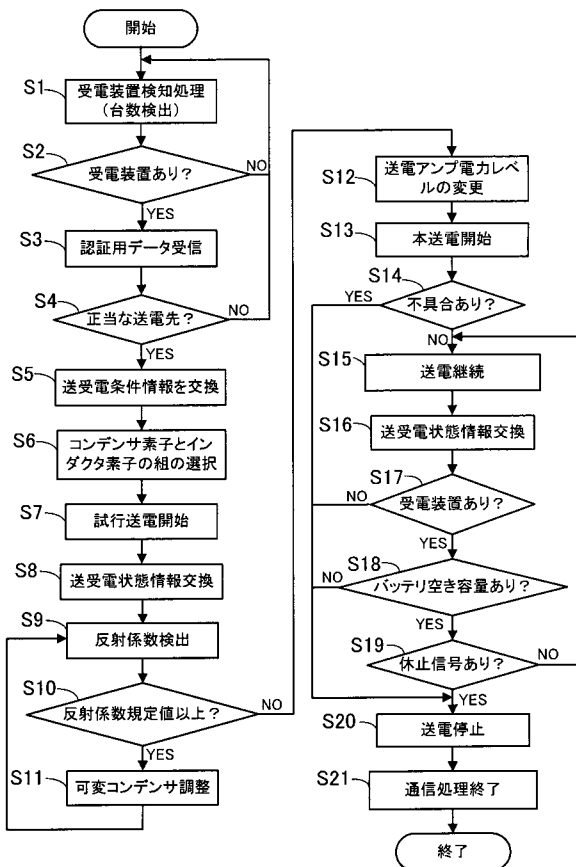 開始
S1
受電装置検知処理
(台数検出)
S2
受電装置あり?
NO
YES
S3
認証用データ受信
S4
正当な送電先?
NO
YES
S5
送受電条件情報を交換
S6
コンデンサ素子とイン
ダクタ素子の組の選択
S7
試行送電開始
S8
送受電状態情報交換
S9
反射係数検出
S10
反射係数規定値以上?
NO
YES
S11
可変コンデンサ調整
S12
送電アンプ電力レベ
ルの変更
S13
本送電開始
S14
YES
不具合あり?
NO
S15
送電継続
S16
送受電状態情報交換
S17
NO
受電装置あり?
YES
S18
NO
バッテリ空き容量あり?
YES
S19
休止信号あり?
NO
YES
S20
送電停止
S21
通信処理終了
終了